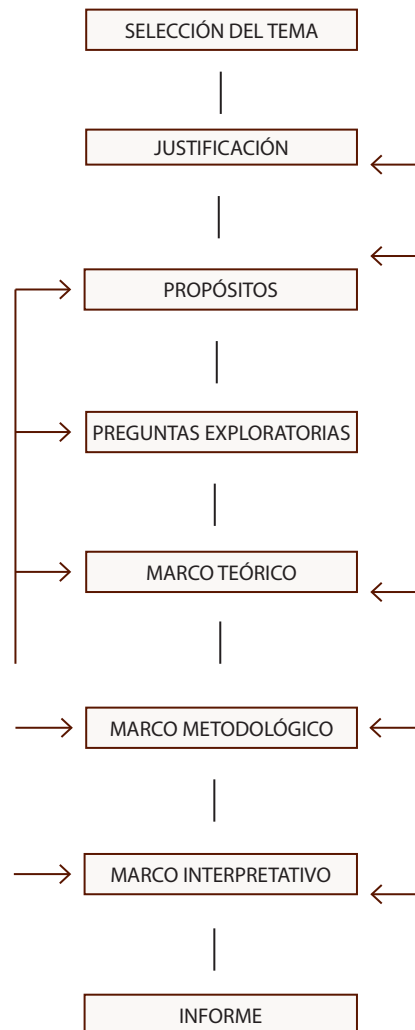 SELECCIÓN DEL TEMA
JUSTIFICACIÓN
PROPÓSITOS
PREGUNTAS EXPLORATORIAS
MARCO TEÓRICO
MARCO METODOLÓGICO
MARCO INTERPRETATIVO
INFORME